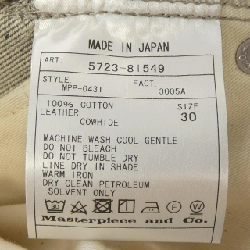 MADE IN JAPAN
ART. 5723-81549
STYLE FACT.
MPP-0431 3005A
100% COTTON SIZE
LEATHER 30
COWHIDE
MACHINE WASH COOL GENTLE
DO NOT BLEACH
DO NOT TUMBLE DRY
LINE DRY IN SHADE
WARM IRON
DRY CLEAN PETROLEUM
SOLVENT ONLY
Masterpiece and Co.